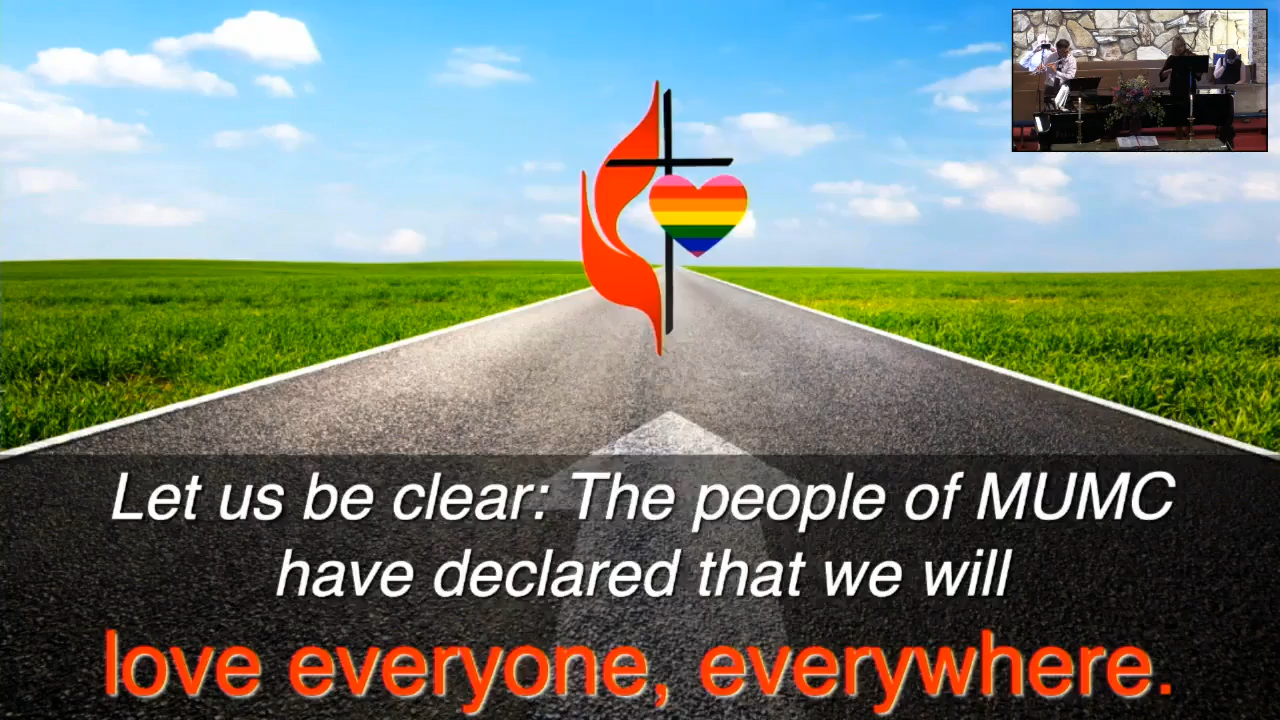 Let us be clear: The people of MUMC
have declared that we will
love everyone, everywhere.